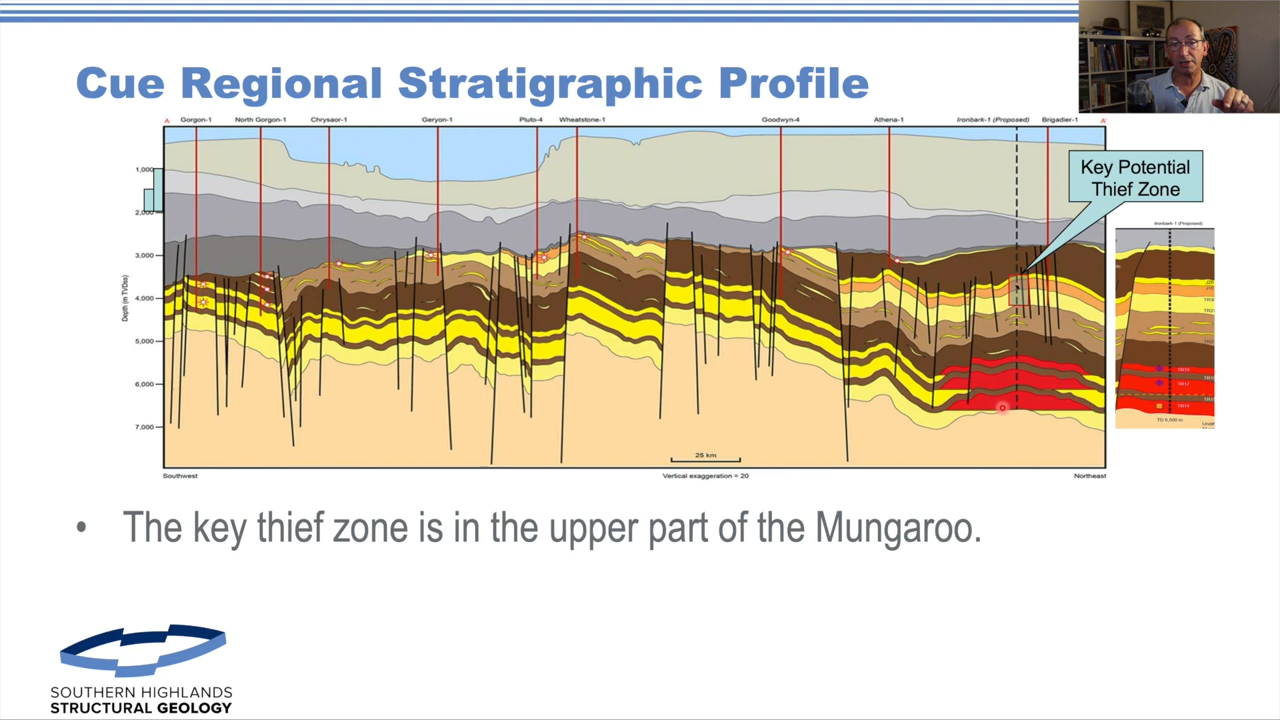 Cue Regional Stratigraphic Profile
A Gorgon-1 North Gorgon-1 Chrysaor-1 Geryon-1 Pluto-4 Wheatstone-1 Goodwyn-4 Athena-1 Ironbark-1 (Proposed) Brigadier-1 A'
Key Potential
Thief Zone
1,000
2,000
3,000
4,000
5,000
6,000
7,000
Depth (m TVDss)
25 km
Southwest Vertical exaggeration = 20 Northeast
Ironbark-1 (Proposed)
TD 6,500 m
• The key thief zone is in the upper part of the Mungaroo.
SOUTHERN HIGHLANDS
STRUCTURAL GEOLOGY